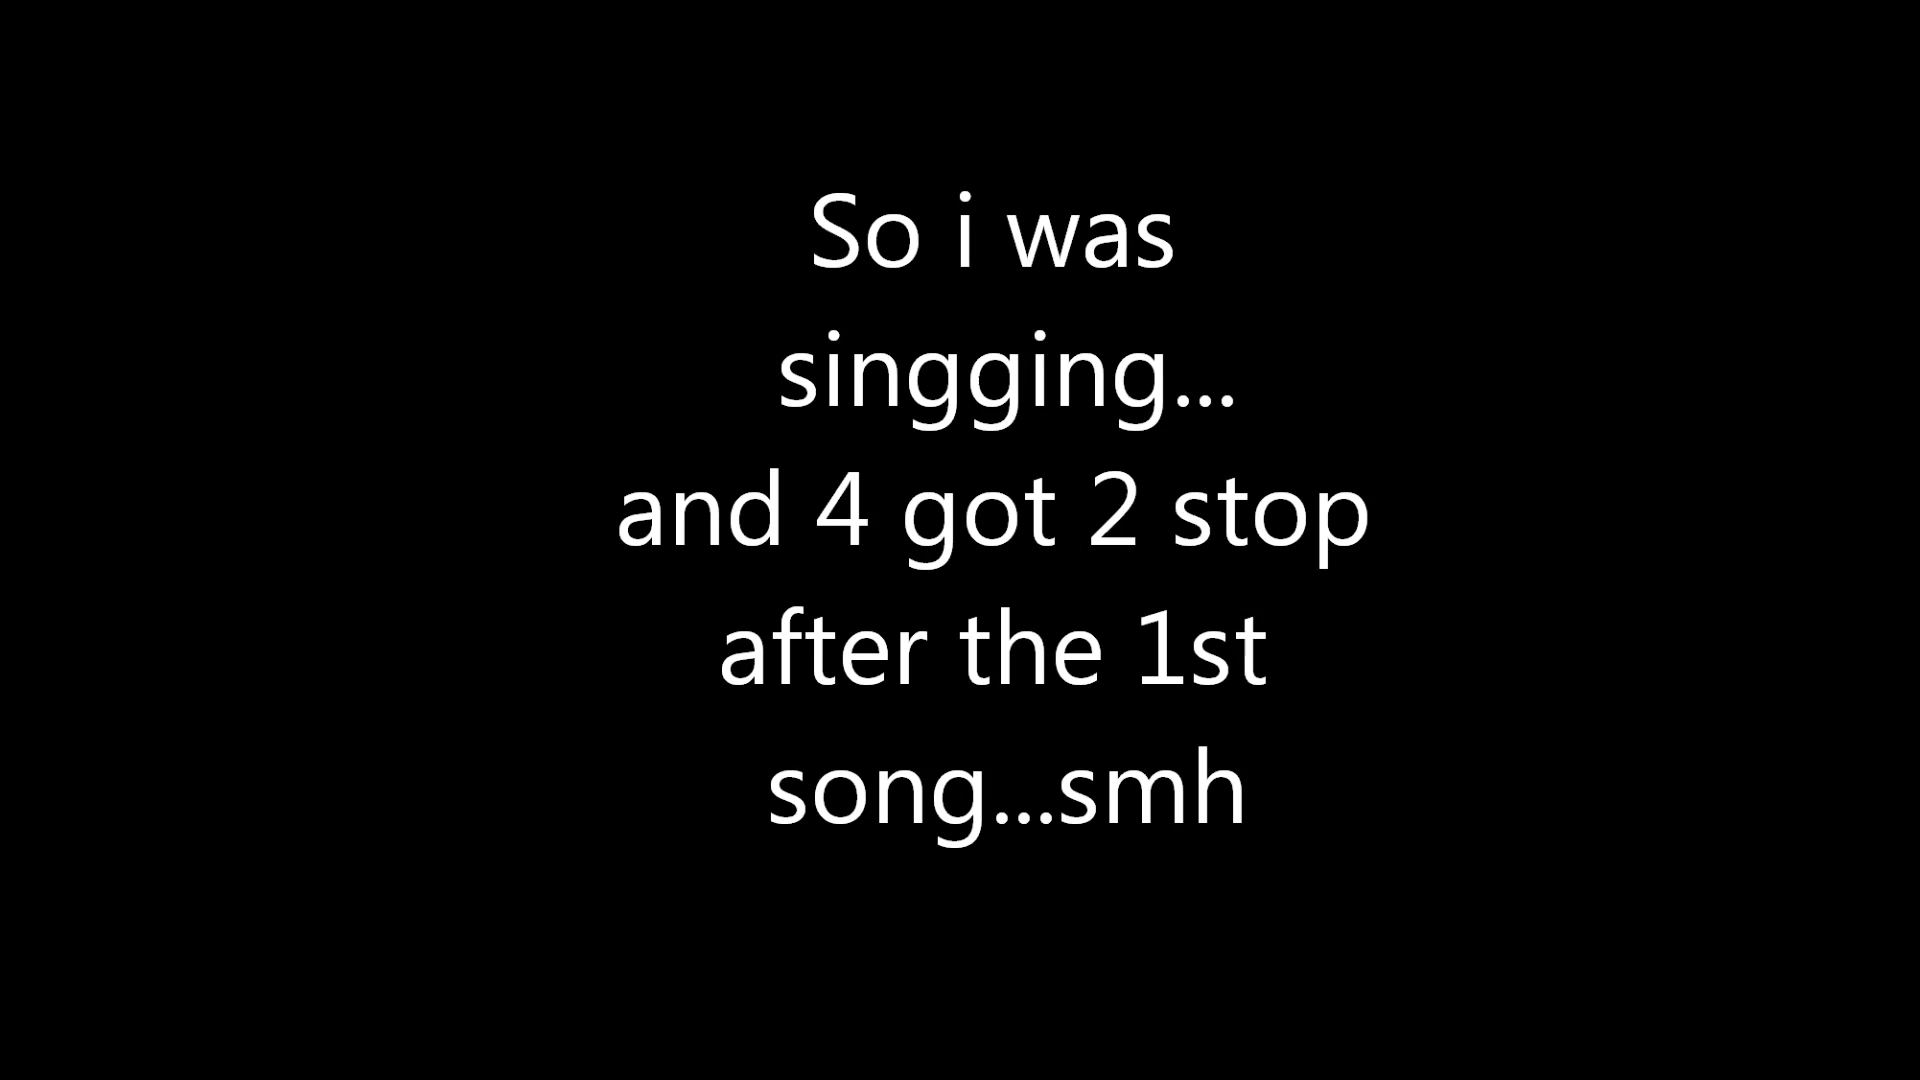 So i was
singging...
and 4 got 2 stop
after the 1st
song...smh